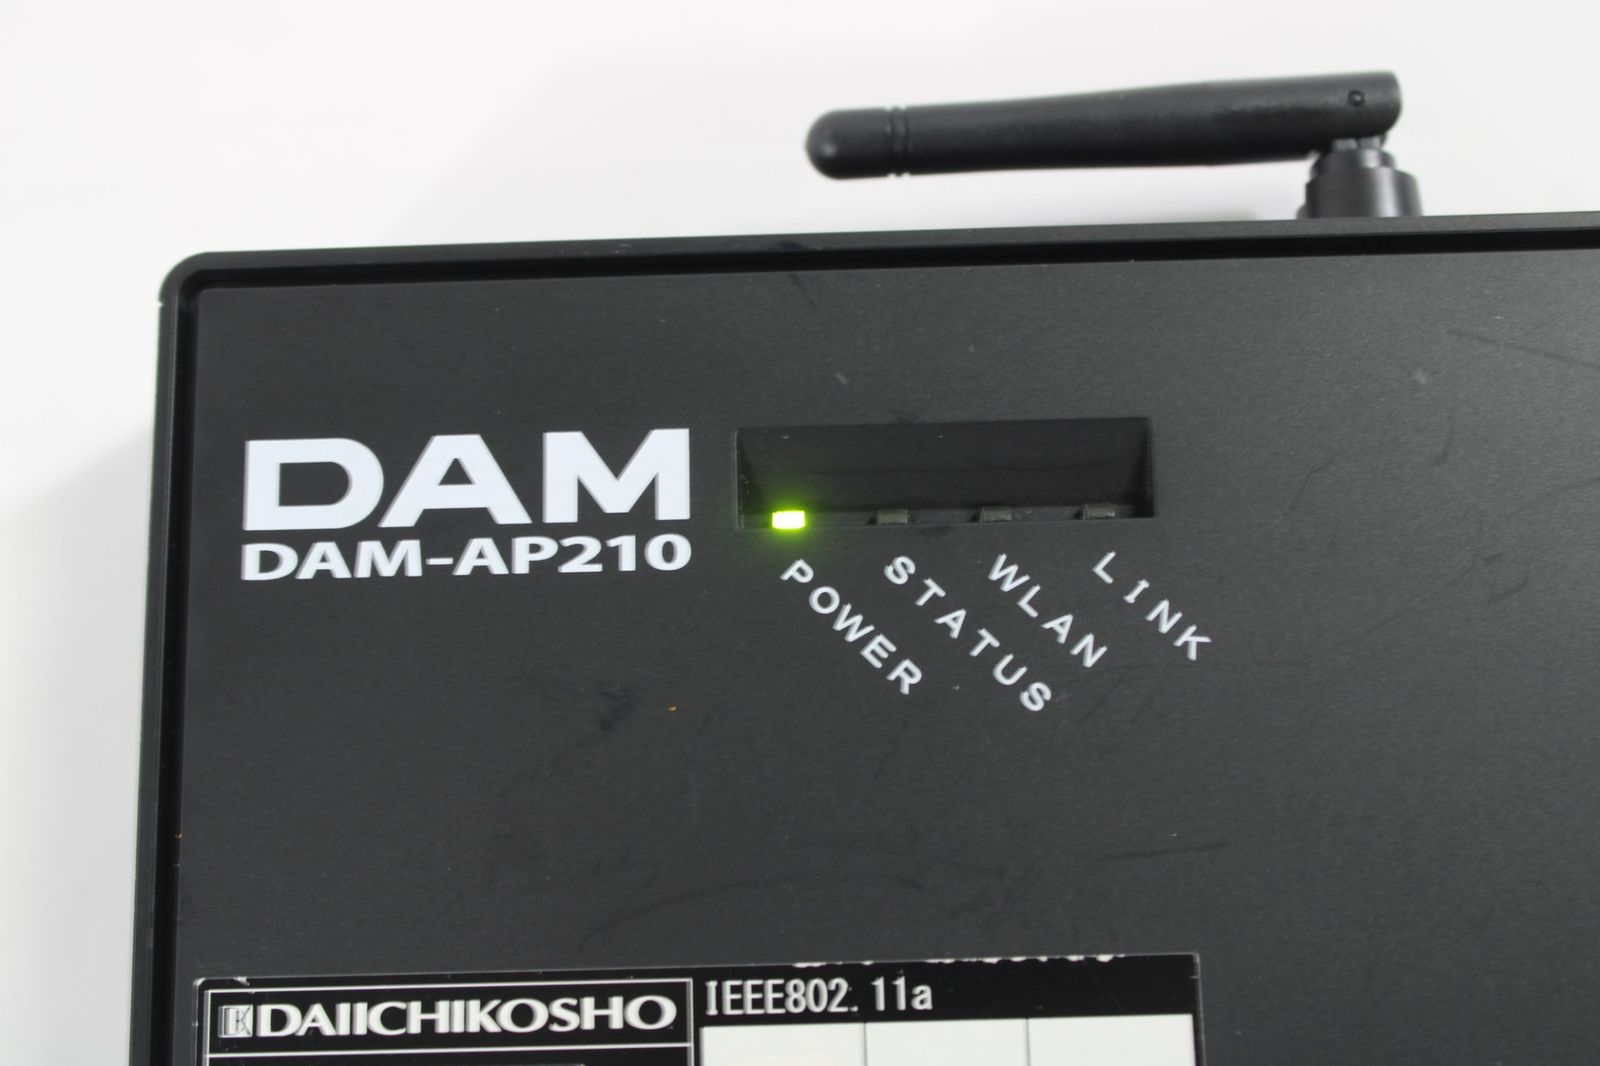 DAM
DAM-AP210
POWER
STATUS
WLAN
LINK
DAIICHIKOSHO
IEEE802.11a